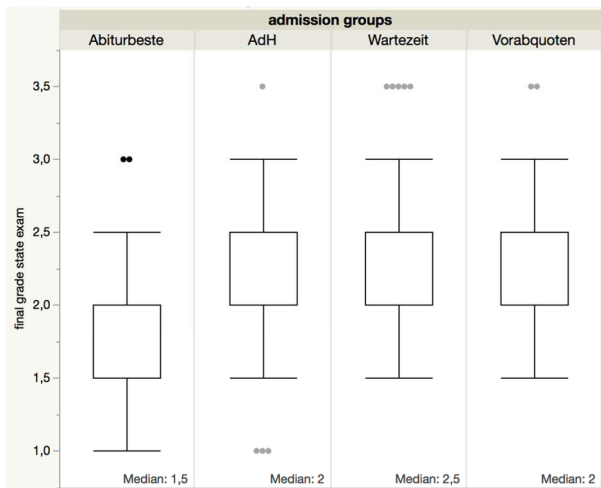 admission groups
Abiturbeste AdH Wartezeit Vorabquoten
final grade state exam
3,5
3,0
2,5
2,0
1,5
1,0
Median: 1,5 Median: 2 Median: 2,5 Median: 2